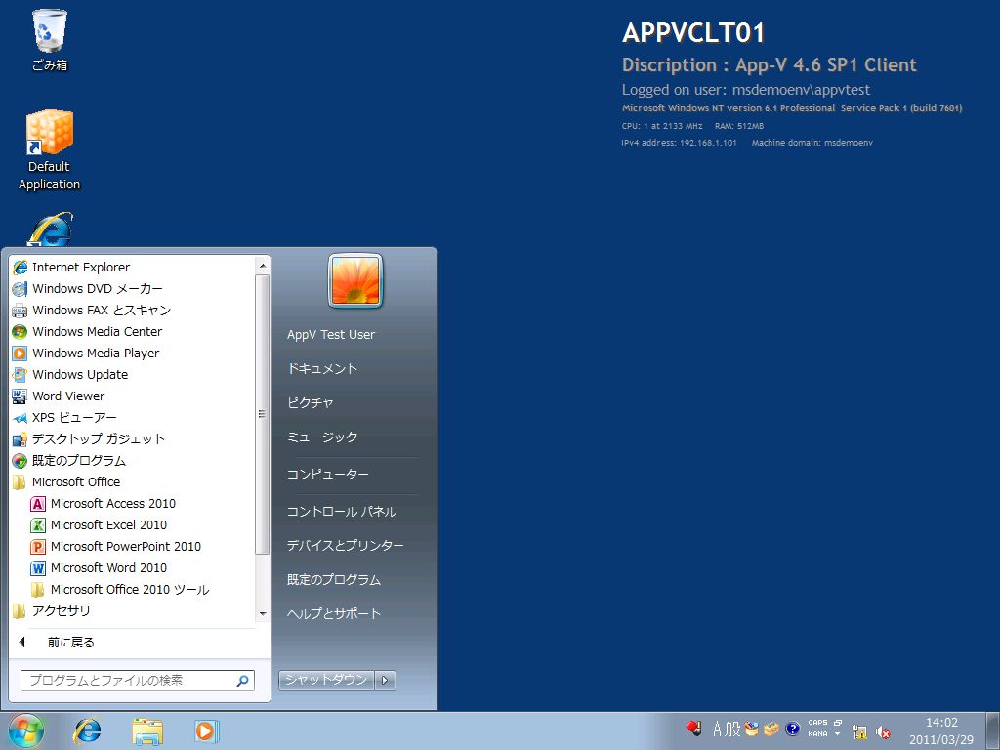 ごみ箱
Default
Application
APPVCLT01
Discription : App-V 4.6 SP1 Client
Logged on user: msdemoenv\appvtest
Microsoft Windows NT version 6.1 Professional Service Pack 1 (build 7601)
CPU: 1 at 2133 MHz RAM: 512MB
IPv4 address: 192.168.1.101 Machine domain: msdemoenv
Internet Explorer
Windows DVD メーカー
Windows FAX とスキャン
Windows Media Center
Windows Media Player
Windows Update
Word Viewer
XPS ビューアー
デスクトップ ガジェット
既定のプログラム
Microsoft Office
Microsoft Access 2010
Microsoft Excel 2010
Microsoft PowerPoint 2010
Microsoft Word 2010
Microsoft Office 2010 ツール
アクセサリ
前に戻る
プログラムとファイルの検索
AppV Test User
ドキュメント
ピクチャ
ミュージック
コンピューター
コントロール パネル
デバイスとプリンター
既定のプログラム
ヘルプとサポート
シャットダウン
A 般
CAPS
KANA
14:02
2011/03/29